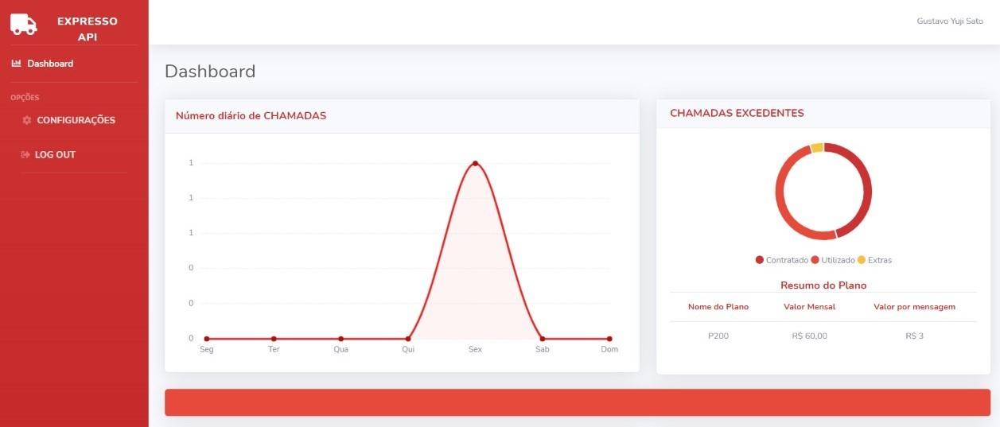 EXPRESSO
API
Gustavo Yuji Sato
Dashboard
OPÇÕES
CONFIGURAÇÕES
LOG OUT
Dashboard
Número diário de CHAMADAS
1
1
1
0
0
0
Seg Ter Qua Qui Sex Sab Dom
CHAMADAS EXCEDENTES
Contratado Utilizado Extras
Resumo do Plano
Nome do Plano Valor Mensal Valor por mensagem
P200 R$ 60,00 R$ 3